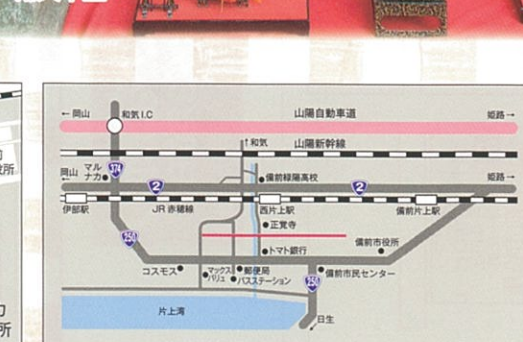 ←岡山
和気 I.C
山陽自動車道
姫路→
↑和気
山陽新幹線
岡山
マルナカ
374
備前緑陽高校
2
2
姫路→
伊部駅
JR 赤穂線
西片上駅
備前片上駅
正覚寺
250
トマト銀行
備前市役所
コスモス
マックスバリュ
郵便局
バスステーション
備前市民センター
250
片上湾
日生
役所
所